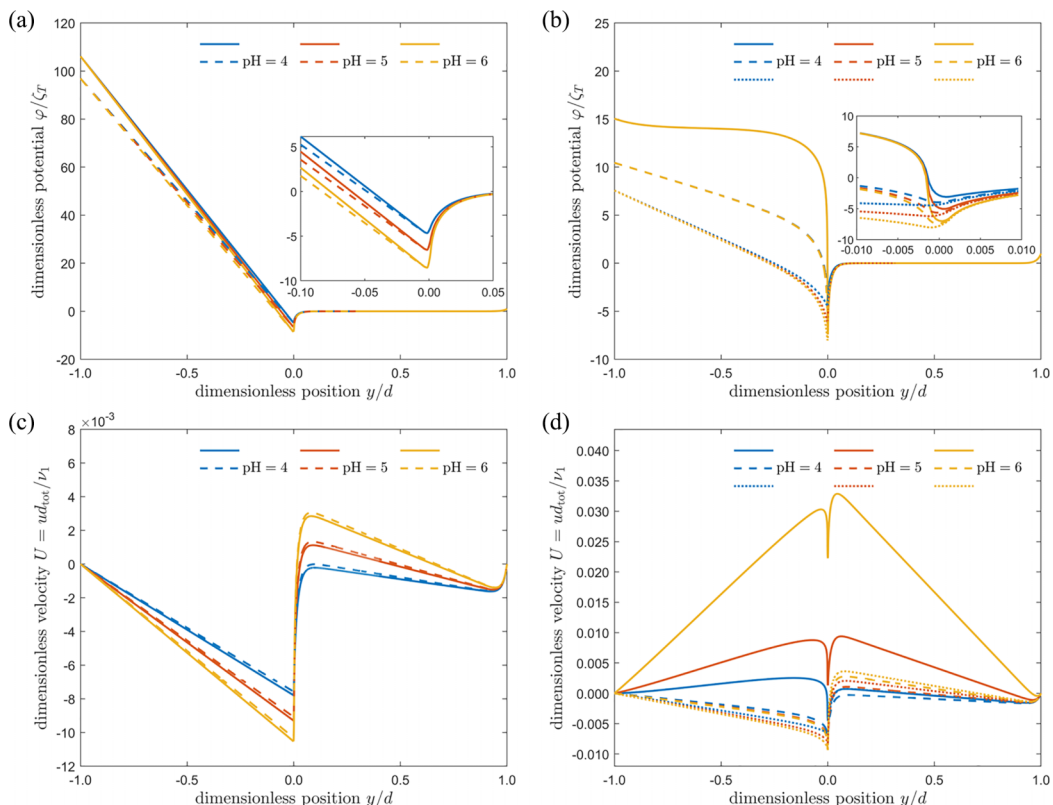 (a)
120
100
80
60
40
20
0
-20
dimensionless potential φ/ζ_T
pH = 4 pH = 5 pH = 6
0
-5
-10
-0.10 -0.05 0.00 0.05
-1.0 -0.5 0.0 0.5 1.0
dimensionless position y/d
(b)
25
20
15
10
5
0
-5
-10
dimensionless potential φ/ζ_T
pH = 4 pH = 5 pH = 6
10
5
0
-5
-10
-0.010 -0.005 0.000 0.005 0.010
-1.0 -0.5 0.0 0.5 1.0
dimensionless position y/d
(c)
×10⁻³
8
6
4
2
0
-2
-4
-6
-8
-10
-12
dimensionless velocity U = ud_tot/ν₁
pH = 4 pH = 5 pH = 6
-1.0 -0.5 0.0 0.5 1.0
dimensionless position y/d
(d)
0.040
0.035
0.030
0.025
0.020
0.015
0.010
0.005
0.000
-0.005
-0.010
dimensionless velocity U = ud_tot/ν₁
pH = 4 pH = 5 pH = 6
-1.0 -0.5 0.0 0.5 1.0
dimensionless position y/d